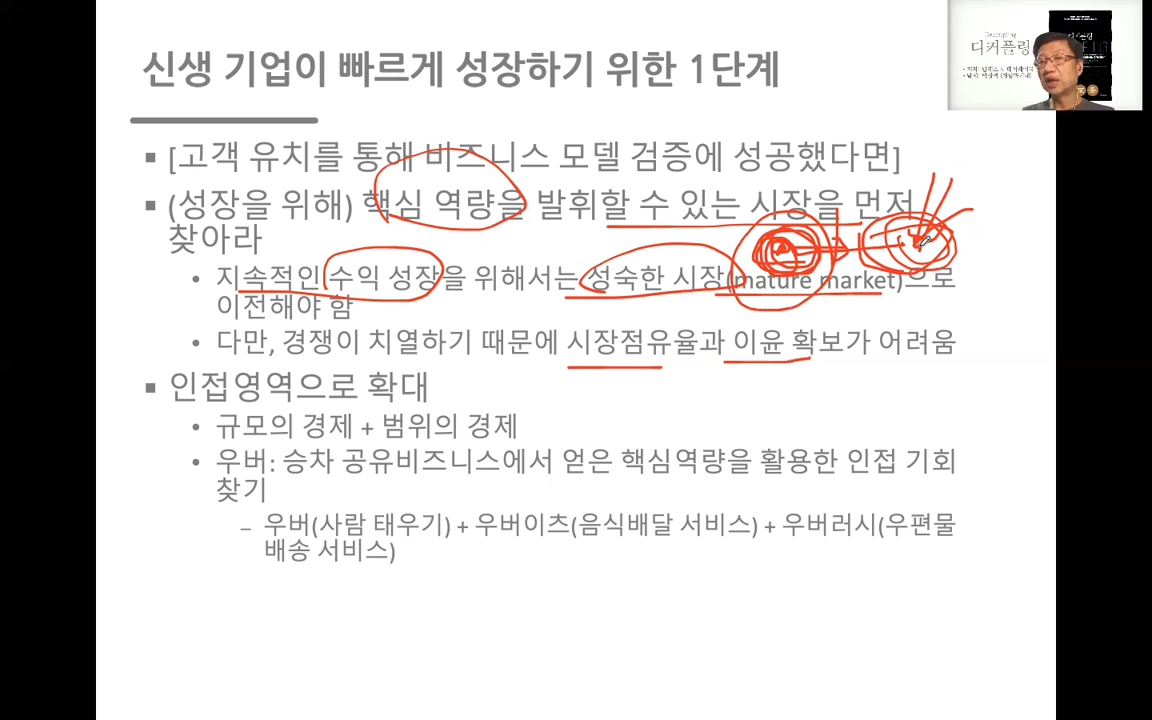 신생 기업이 빠르게 성장하기 위한 1단계
Decoupling
디커플링
▪ [고객 유치를 통해 비즈니스 모델 검증에 성공했다면]
▪ (성장을 위해) 핵심 역량을 발휘할 수 있는 시장을 먼저
찾아라
• 지속적인 수익 성장을 위해서는 성숙한 시장(mature market)으로
이전해야 함
• 다만, 경쟁이 치열하기 때문에 시장점유율과 이윤 확보가 어려움
▪ 인접영역으로 확대
• 규모의 경제 + 범위의 경제
• 우버: 승차 공유비즈니스에서 얻은 핵심역량을 활용한 인접 기회
찾기
– 우버(사람 태우기) + 우버이츠(음식배달 서비스) + 우버러시(우편물
배송 서비스)